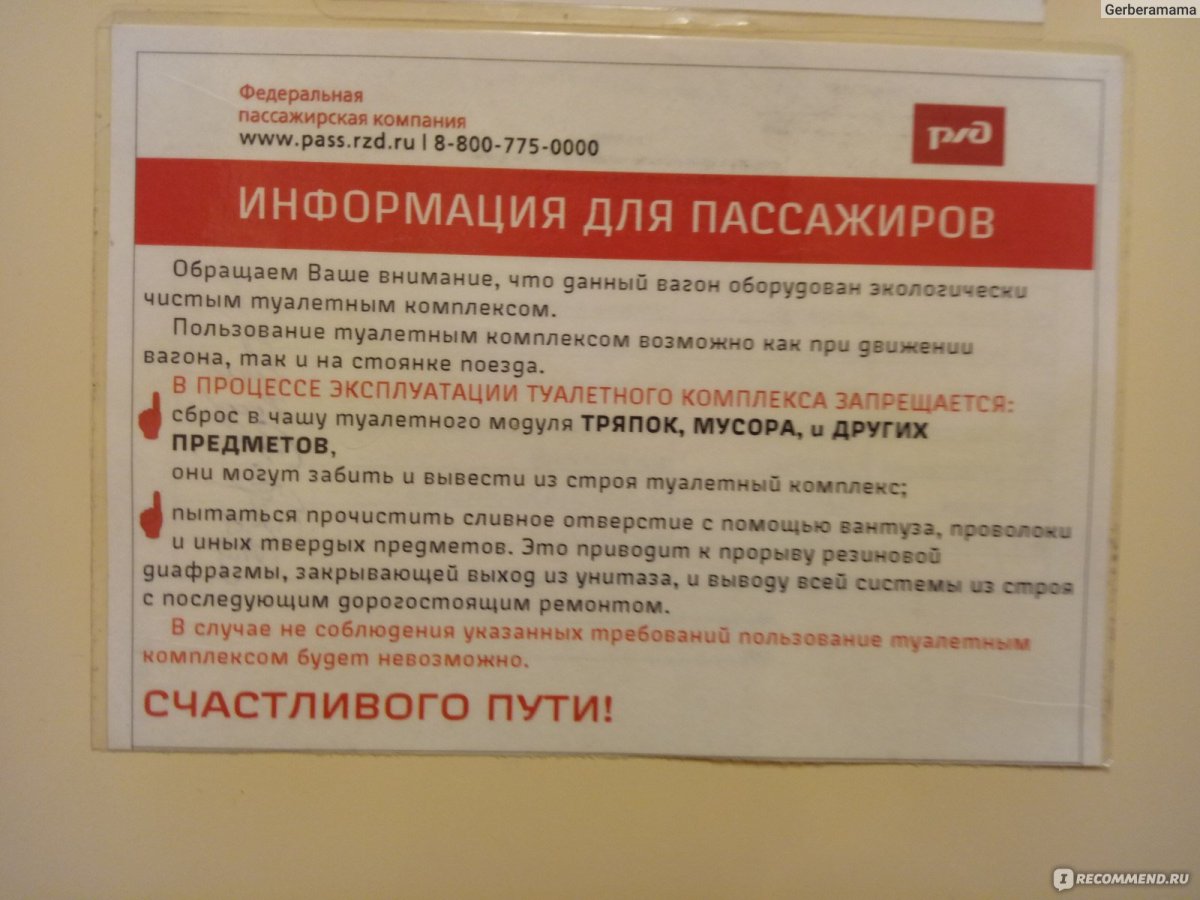 Gerberamama
Федеральная
пассажирская компания
www.pass.rzd.ru | 8-800-775-0000
ржд
ИНФОРМАЦИЯ ДЛЯ ПАССАЖИРОВ
Обращаем Ваше внимание, что данный вагон оборудован экологически
чистым туалетным комплексом.
Пользование туалетным комплексом возможно как при движении
вагона, так и на стоянке поезда.
В ПРОЦЕССЕ ЭКСПЛУАТАЦИИ ТУАЛЕТНОГО КОМПЛЕКСА ЗАПРЕЩАЕТСЯ:
сброс в чашу туалетного модуля ТРЯПОК, МУСОРА, и ДРУГИХ
ПРЕДМЕТОВ,
они могут забить и вывести из строя туалетный комплекс;
пытаться прочистить сливное отверстие с помощью вантуза, проволоки
и иных твердых предметов. Это приводит к прорыву резиновой
диафрагмы, закрывающей выход из унитаза, и выводу всей системы из строя
с последующим дорогостоящим ремонтом.
В случае не соблюдения указанных требований пользование туалетным
комплексом будет невозможно.
СЧАСТЛИВОГО ПУТИ!
IRECOMMEND.RU